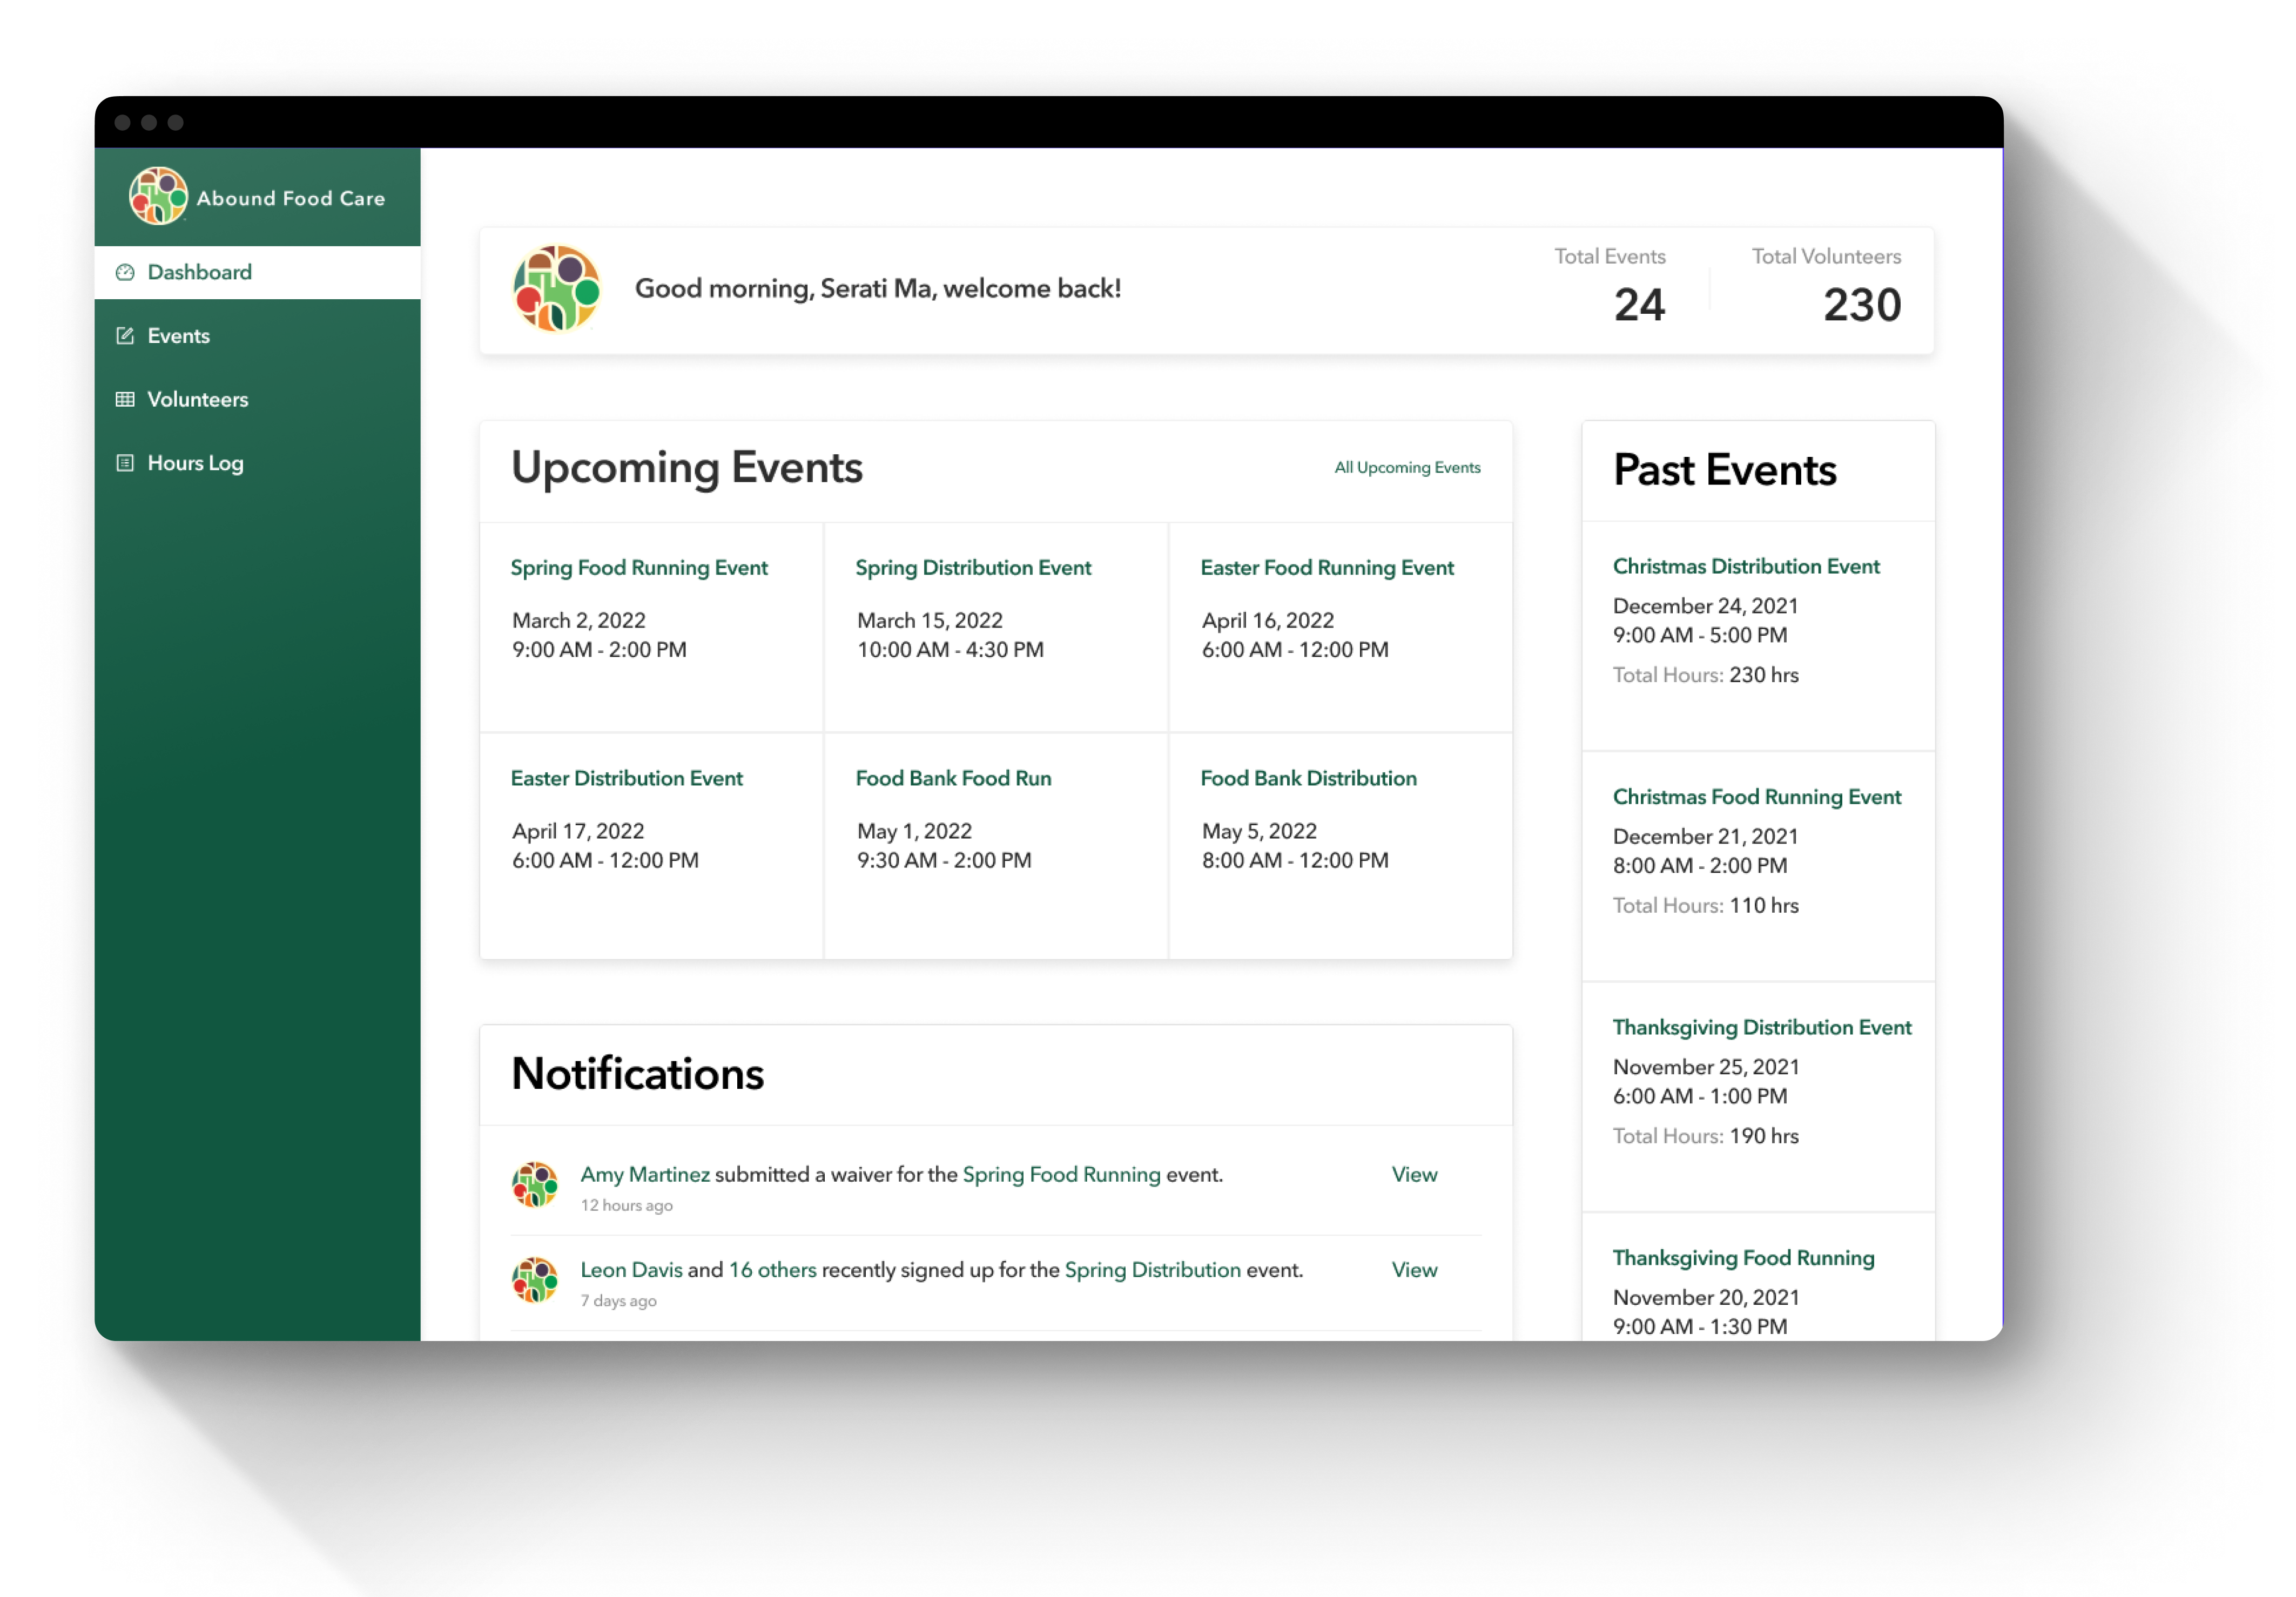 Abound Food Care
Dashboard
Events
Volunteers
Hours Log
Good morning, Serati Ma, welcome back!
Total Events
24
Total Volunteers
230
Upcoming Events
All Upcoming Events
Spring Food Running Event
March 2, 2022
9:00 AM - 2:00 PM
Spring Distribution Event
March 15, 2022
10:00 AM - 4:30 PM
Easter Food Running Event
April 16, 2022
6:00 AM - 12:00 PM
Easter Distribution Event
April 17, 2022
6:00 AM - 12:00 PM
Food Bank Food Run
May 1, 2022
9:30 AM - 2:00 PM
Food Bank Distribution
May 5, 2022
8:00 AM - 12:00 PM
Notifications
Amy Martinez submitted a waiver for the Spring Food Running event.
12 hours ago
View
Leon Davis and 16 others recently signed up for the Spring Distribution event.
7 days ago
View
Past Events
Christmas Distribution Event
December 24, 2021
9:00 AM - 5:00 PM
Total Hours: 230 hrs
Christmas Food Running Event
December 21, 2021
8:00 AM - 2:00 PM
Total Hours: 110 hrs
Thanksgiving Distribution Event
November 25, 2021
6:00 AM - 1:00 PM
Total Hours: 190 hrs
Thanksgiving Food Running
November 20, 2021
9:00 AM - 1:30 PM